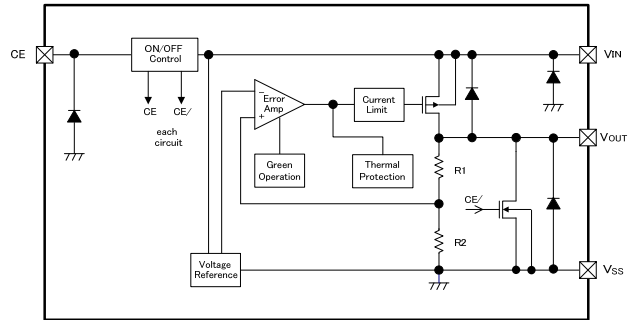 CE
ON/OFF
Control
VIN
CE
CE/
each
circuit
−
Error
Amp
+
Current
Limit
VOUT
Green
Operation
Thermal
Protection
R1
CE/
R2
Voltage
Reference
VSS